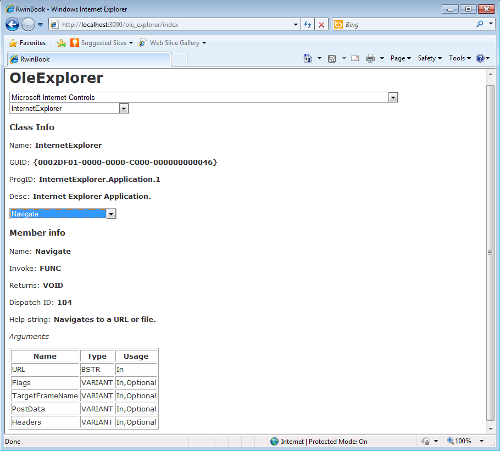 RwinBook - Windows Internet Explorer
http://localhost:3000/ole_explorer/index
Bing
Favorites Suggested Sites Web Slice Gallery
RwinBook Page Safety Tools
OleExplorer
Microsoft Internet Controls
InternetExplorer
Class Info
Name: InternetExplorer
GUID: {0002DF01-0000-0000-C000-000000000046}
ProgID: InternetExplorer.Application.1
Desc: Internet Explorer Application.
Navigate
Member info
Name: Navigate
Invoke: FUNC
Returns: VOID
Dispatch ID: 104
Help string: Navigates to a URL or file.
Arguments
Name Type Usage
URL BSTR In
Flags VARIANT In,Optional
TargetFrameName VARIANT In,Optional
PostData VARIANT In,Optional
Headers VARIANT In,Optional
Done Internet | Protected Mode: On 100%